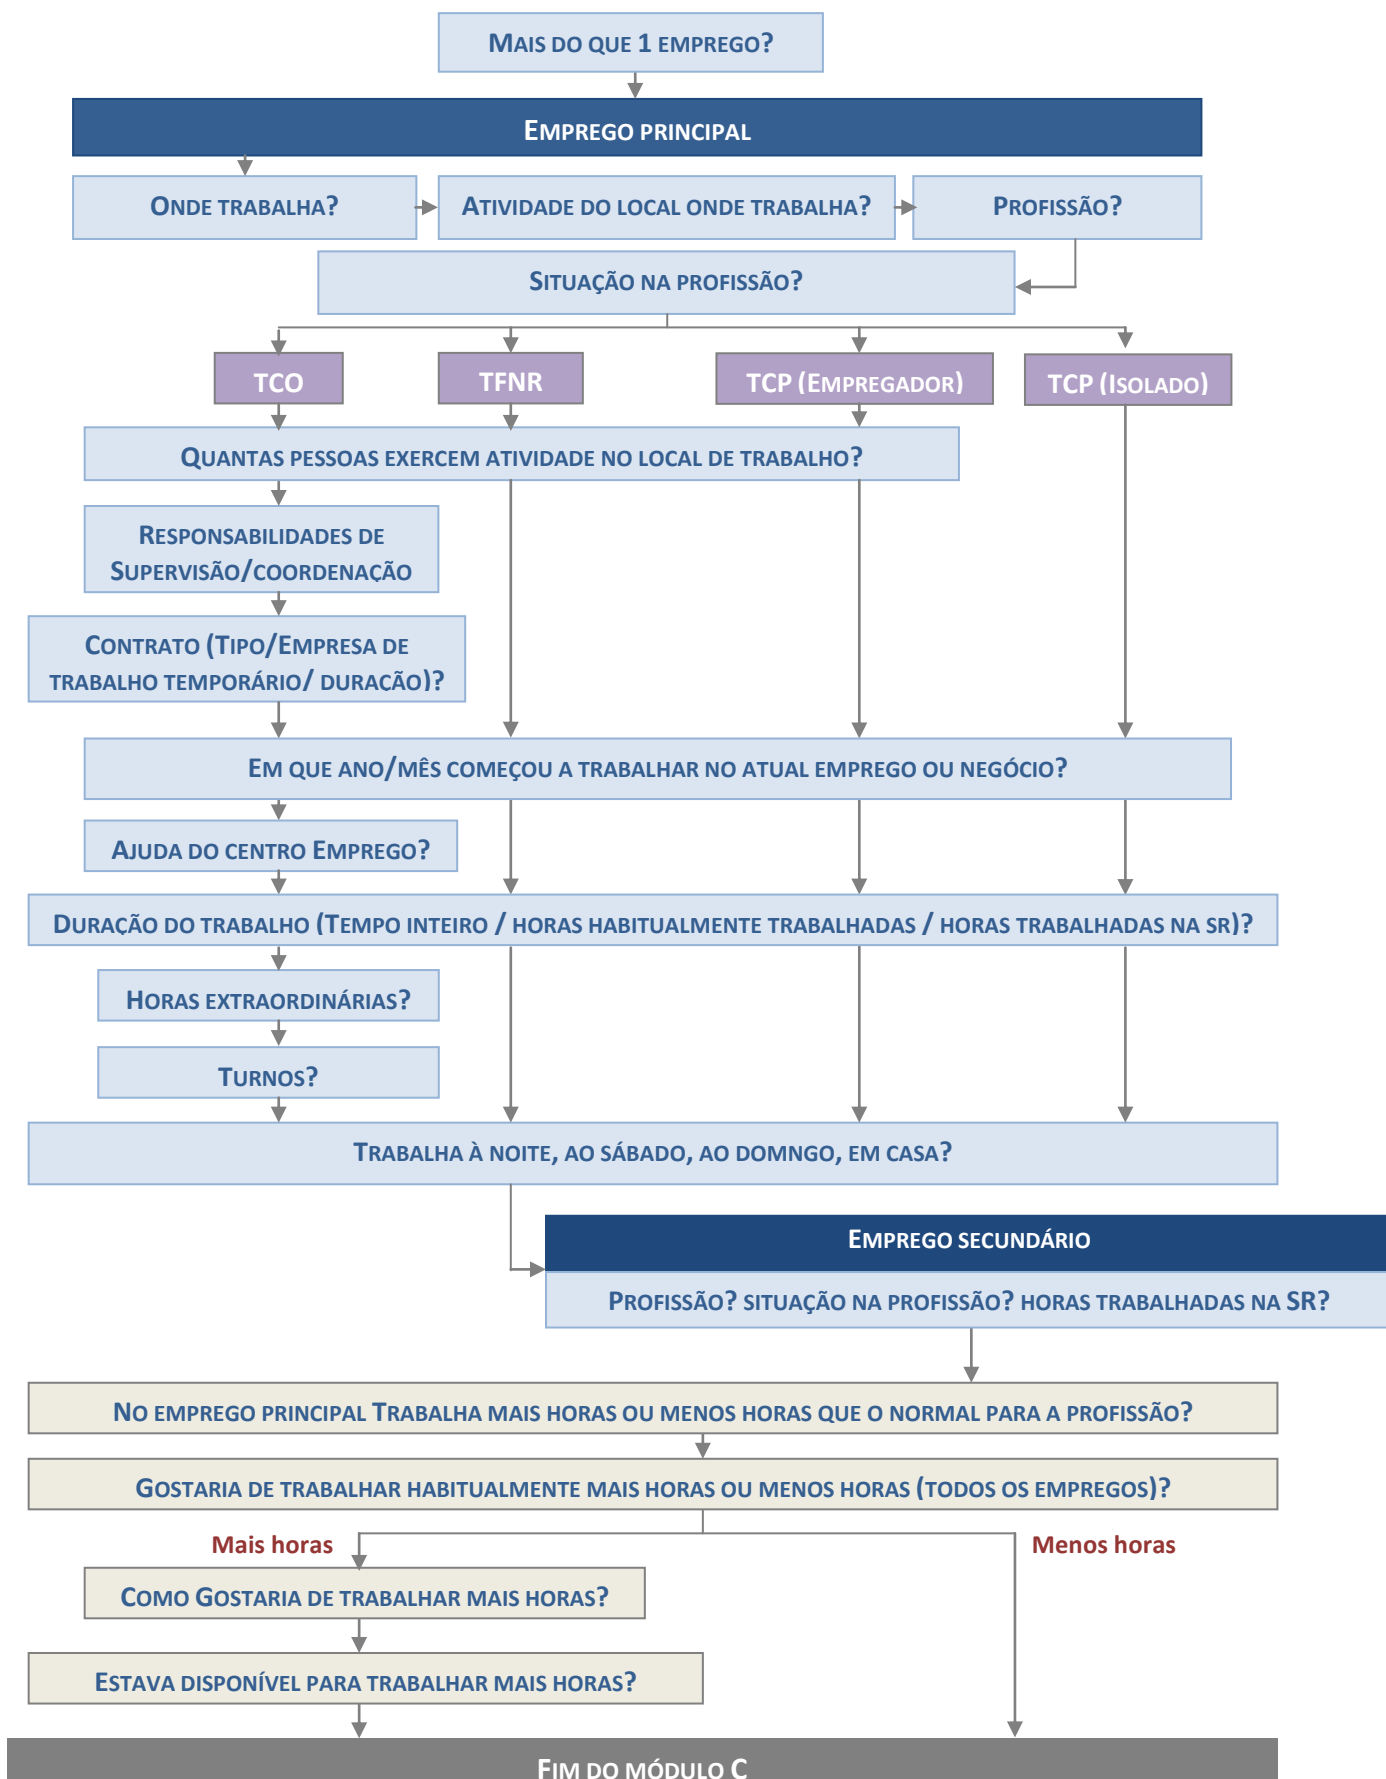 MAIS DO QUE 1 EMPREGO?
EMPREGO PRINCIPAL
ONDE TRABALHA?
ATIVIDADE DO LOCAL ONDE TRABALHA?
PROFISSÃO?
SITUAÇÃO NA PROFISSÃO?
TCO
TFNR
TCP (EMPREGADOR)
TCP (ISOLADO)
QUANTAS PESSOAS EXERCEM ATIVIDADE NO LOCAL DE TRABALHO?
RESPONSABILIDADES DE
SUPERVISÃO/COORDENAÇÃO
CONTRATO (TIPO/EMPRESA DE
TRABALHO TEMPORÁRIO/ DURAÇÃO)?
EM QUE ANO/MÊS COMEÇOU A TRABALHAR NO ATUAL EMPREGO OU NEGÓCIO?
AJUDA DO CENTRO EMPREGO?
DURAÇÃO DO TRABALHO (TEMPO INTEIRO / HORAS HABITUALMENTE TRABALHADAS / HORAS TRABALHADAS NA SR)?
HORAS EXTRAORDINÁRIAS?
TURNOS?
TRABALHA À NOITE, AO SÁBADO, AO DOMNGO, EM CASA?
EMPREGO SECUNDÁRIO
PROFISSÃO? SITUAÇÃO NA PROFISSÃO? HORAS TRABALHADAS NA SR?
NO EMPREGO PRINCIPAL TRABALHA MAIS HORAS OU MENOS HORAS QUE O NORMAL PARA A PROFISSÃO?
GOSTARIA DE TRABALHAR HABITUALMENTE MAIS HORAS OU MENOS HORAS (TODOS OS EMPREGOS)?
Mais horas
Menos horas
COMO GOSTARIA DE TRABALHAR MAIS HORAS?
ESTAVA DISPONÍVEL PARA TRABALHAR MAIS HORAS?
FIM DO MÓDULO C